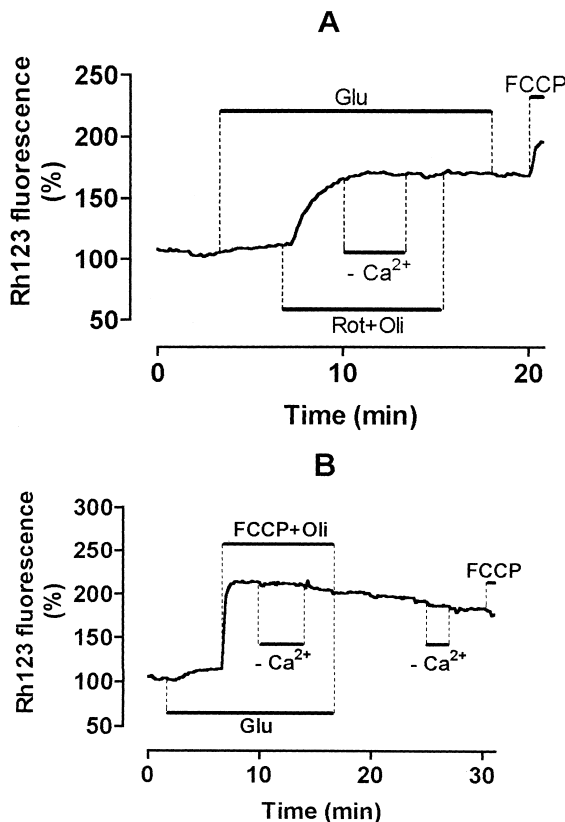 A
Rh123 fluorescence
(%)
250
200
150
100
50
Glu
FCCP
- Ca2+
Rot+Oli
0
10
20
Time (min)
B
Rh123 fluorescence
(%)
300
250
200
150
100
50
FCCP+Oli
FCCP
- Ca2+
- Ca2+
Glu
0
10
20
30
Time (min)